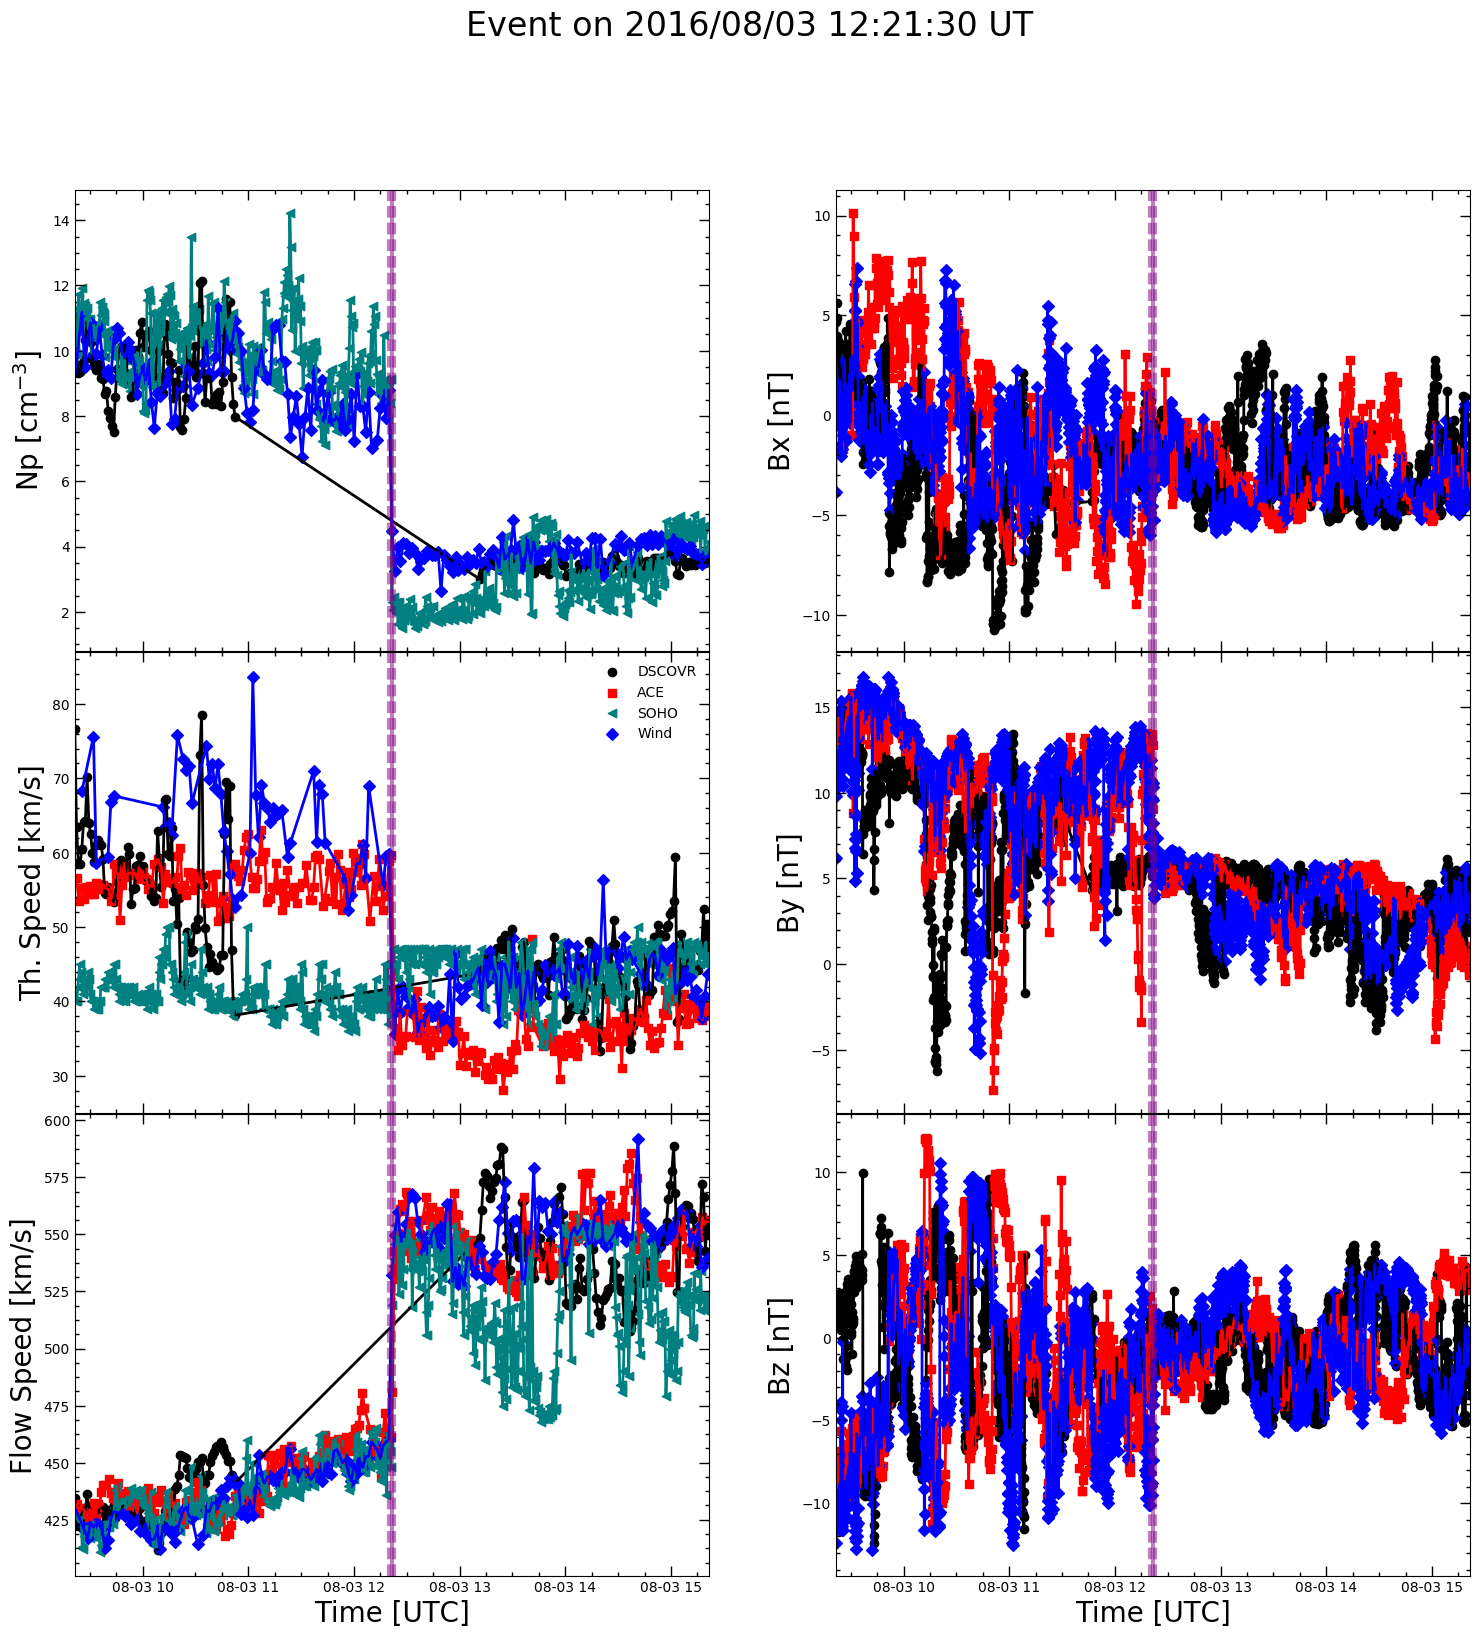 Event on 2016/08/03 12:21:30 UT
Np [cm⁻³]
14
12
10
8
6
4
2
Th. Speed [km/s]
80
70
60
50
40
30
DSCOVR
ACE
SOHO
Wind
Flow Speed [km/s]
600
575
550
525
500
475
450
425
08-03 10 08-03 11 08-03 12 08-03 13 08-03 14 08-03 15
Time [UTC]
Bx [nT]
10
5
0
−5
−10
By [nT]
15
10
5
0
−5
Bz [nT]
10
5
0
−5
−10
08-03 10 08-03 11 08-03 12 08-03 13 08-03 14 08-03 15
Time [UTC]